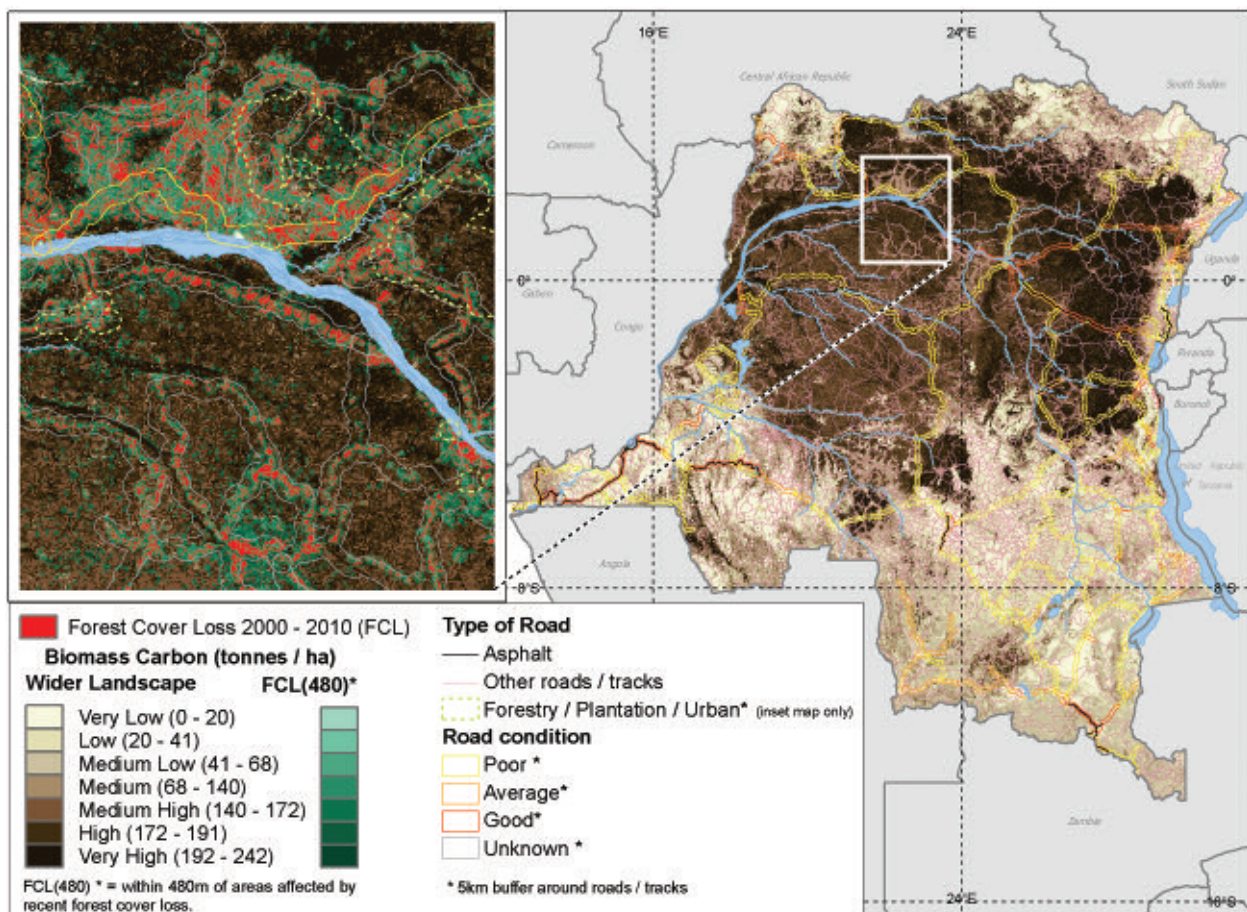 16°E
24°E
Central African Republic
South Sudan
Cameroon
Uganda
0°
0°
Gabon
Congo
Rwanda
Burundi
United Republic
of
Tanzania
Angola
8°S
8°S
Zambia
24°E
16°S
Forest Cover Loss 2000 - 2010 (FCL)
Biomass Carbon (tonnes / ha)
Wider Landscape
FCL(480)*
Very Low (0 - 20)
Low (20 - 41)
Medium Low (41 - 68)
Medium (68 - 140)
Medium High (140 - 172)
High (172 - 191)
Very High (192 - 242)
FCL(480) * = within 480m of areas affected by
recent forest cover loss.
Type of Road
Asphalt
Other roads / tracks
Forestry / Plantation / Urban* (inset map only)
Road condition
Poor *
Average*
Good*
Unknown *
* 5km buffer around roads / tracks